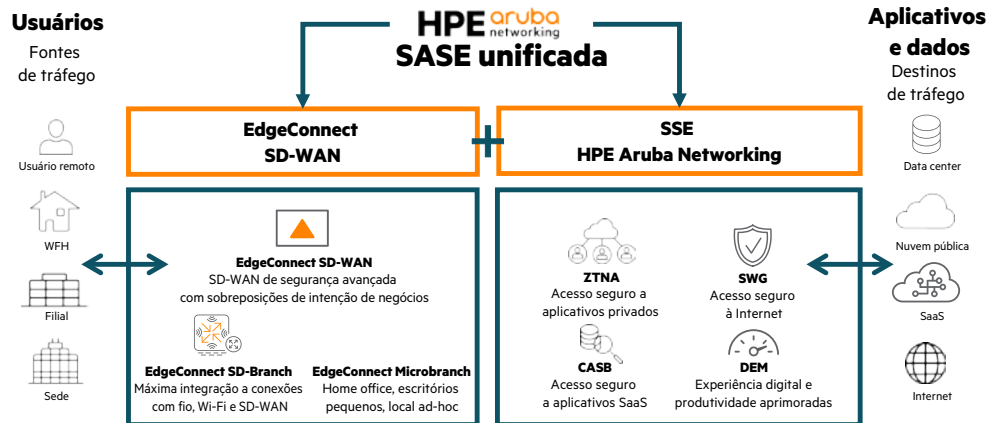 Usuários
Fontes
de tráfego
Usuário remoto
WFH
Filial
Sede
HPE aruba
networking
SASE unificada
EdgeConnect
SD-WAN
+
SSE
HPE Aruba Networking
EdgeConnect SD-WAN
SD-WAN de segurança avançada
com sobreposições de intenção de negócios
EdgeConnect SD-Branch
Máxima integração a conexões
com fio, Wi-Fi e SD-WAN
EdgeConnect Microbranch
Home office, escritórios
pequenos, local ad-hoc
ZTNA
Acesso seguro a
aplicativos privados
SWG
Acesso seguro
à Internet
CASB
Acesso seguro
a aplicativos SaaS
DEM
Experiência digital e
produtividade aprimoradas
Aplicativos
e dados
Destinos
de tráfego
Data center
Nuvem pública
SaaS
Internet